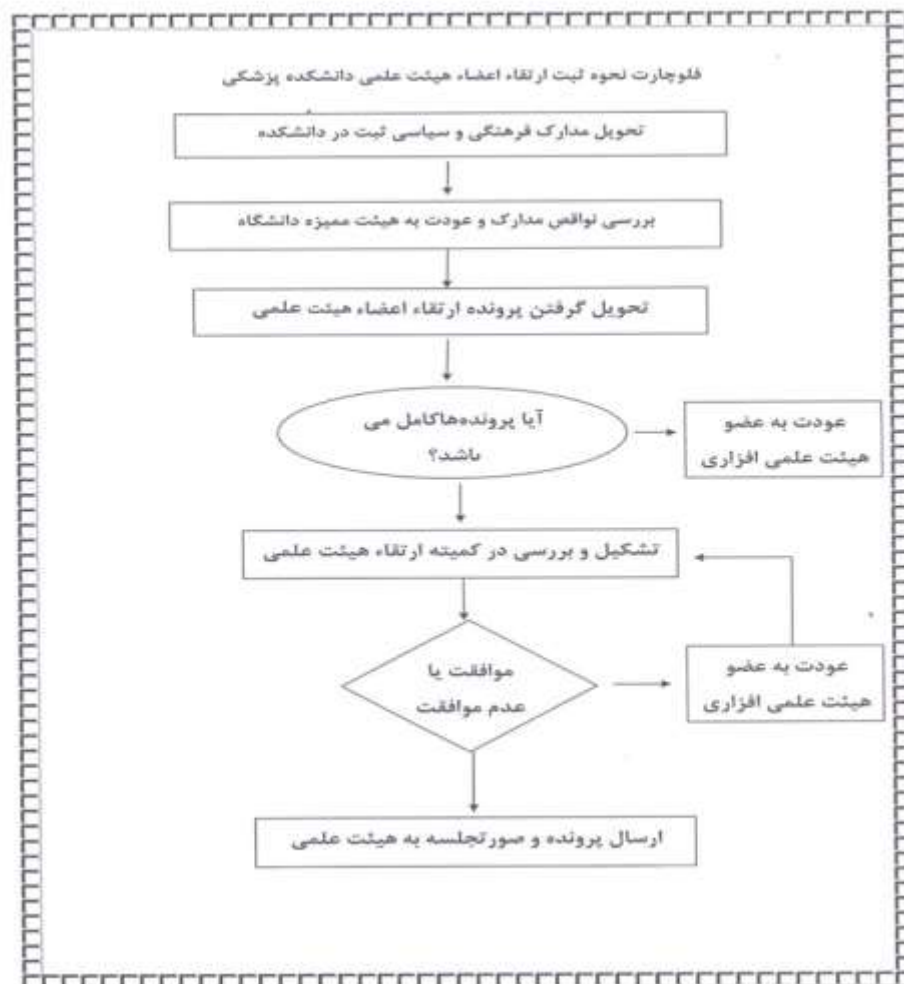 فلوچارت نحوه ثبت ارتقاء اعضاء هیئت علمی دانشکده پزشکی
تحویل مدارک فرهنگی و سیاسی ثبت در دانشکده
بررسی نواقص مدارک و عودت به هیئت ممیزه دانشگاه
تحویل گرفتن پرونده ارتقاء اعضاء هیئت علمی
آیا پرونده‌هاکامل می
باشد؟
عودت به عضو
هیئت علمی افزاری
تشکیل و بررسی در کمیته ارتقاء هیئت علمی
موافقت یا
عدم موافقت
عودت به عضو
هیئت علمی افزاری
ارسال پرونده و صورتجلسه به هیئت علمی